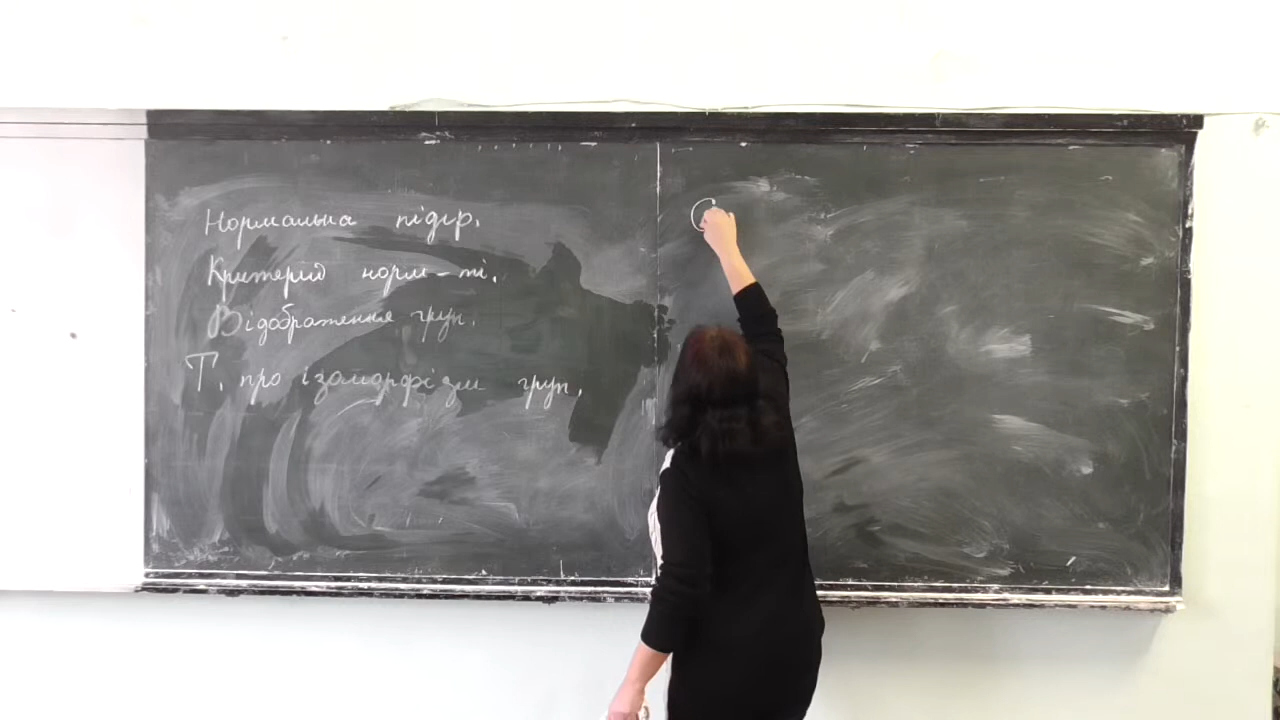 Нормальна підгр.
Критерій норм-ті.
Відображення груп.
Т. про ізоморфізм груп.